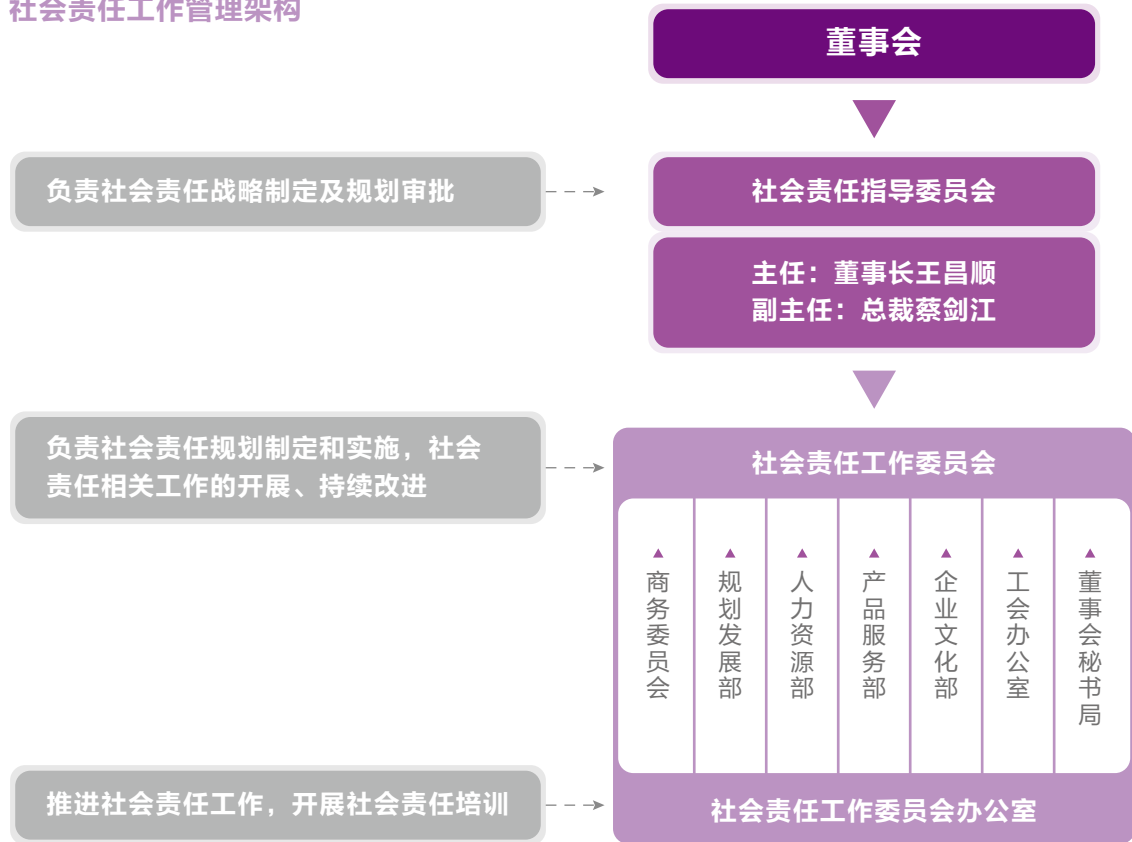 社会责任工作管理架构
董事会
负责社会责任战略制定及规划审批
社会责任指导委员会
主任：董事长王昌顺
副主任：总裁蔡剑江
负责社会责任规划制定和实施，社会
责任相关工作的开展、持续改进
社会责任工作委员会
商务委员会
规划发展部
人力资源部
产品服务部
企业文化部
工会办公室
董事会秘书局
推进社会责任工作，开展社会责任培训
社会责任工作委员会办公室